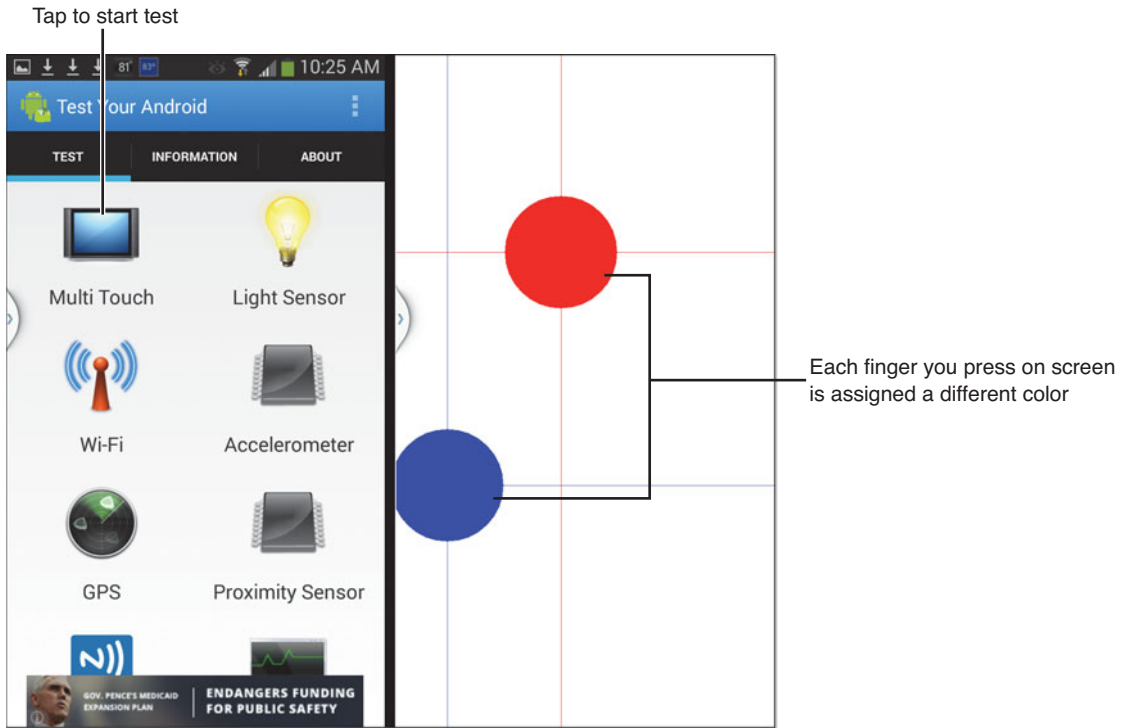 Tap to start test
81°
83°
10:25 AM
Test Your Android
TEST
INFORMATION
ABOUT
Multi Touch
Light Sensor
Wi-Fi
Accelerometer
GPS
Proximity Sensor
GOV. PENCE'S MEDICAID
EXPANSION PLAN
ENDANGERS FUNDING
FOR PUBLIC SAFETY
Each finger you press on screen
is assigned a different color